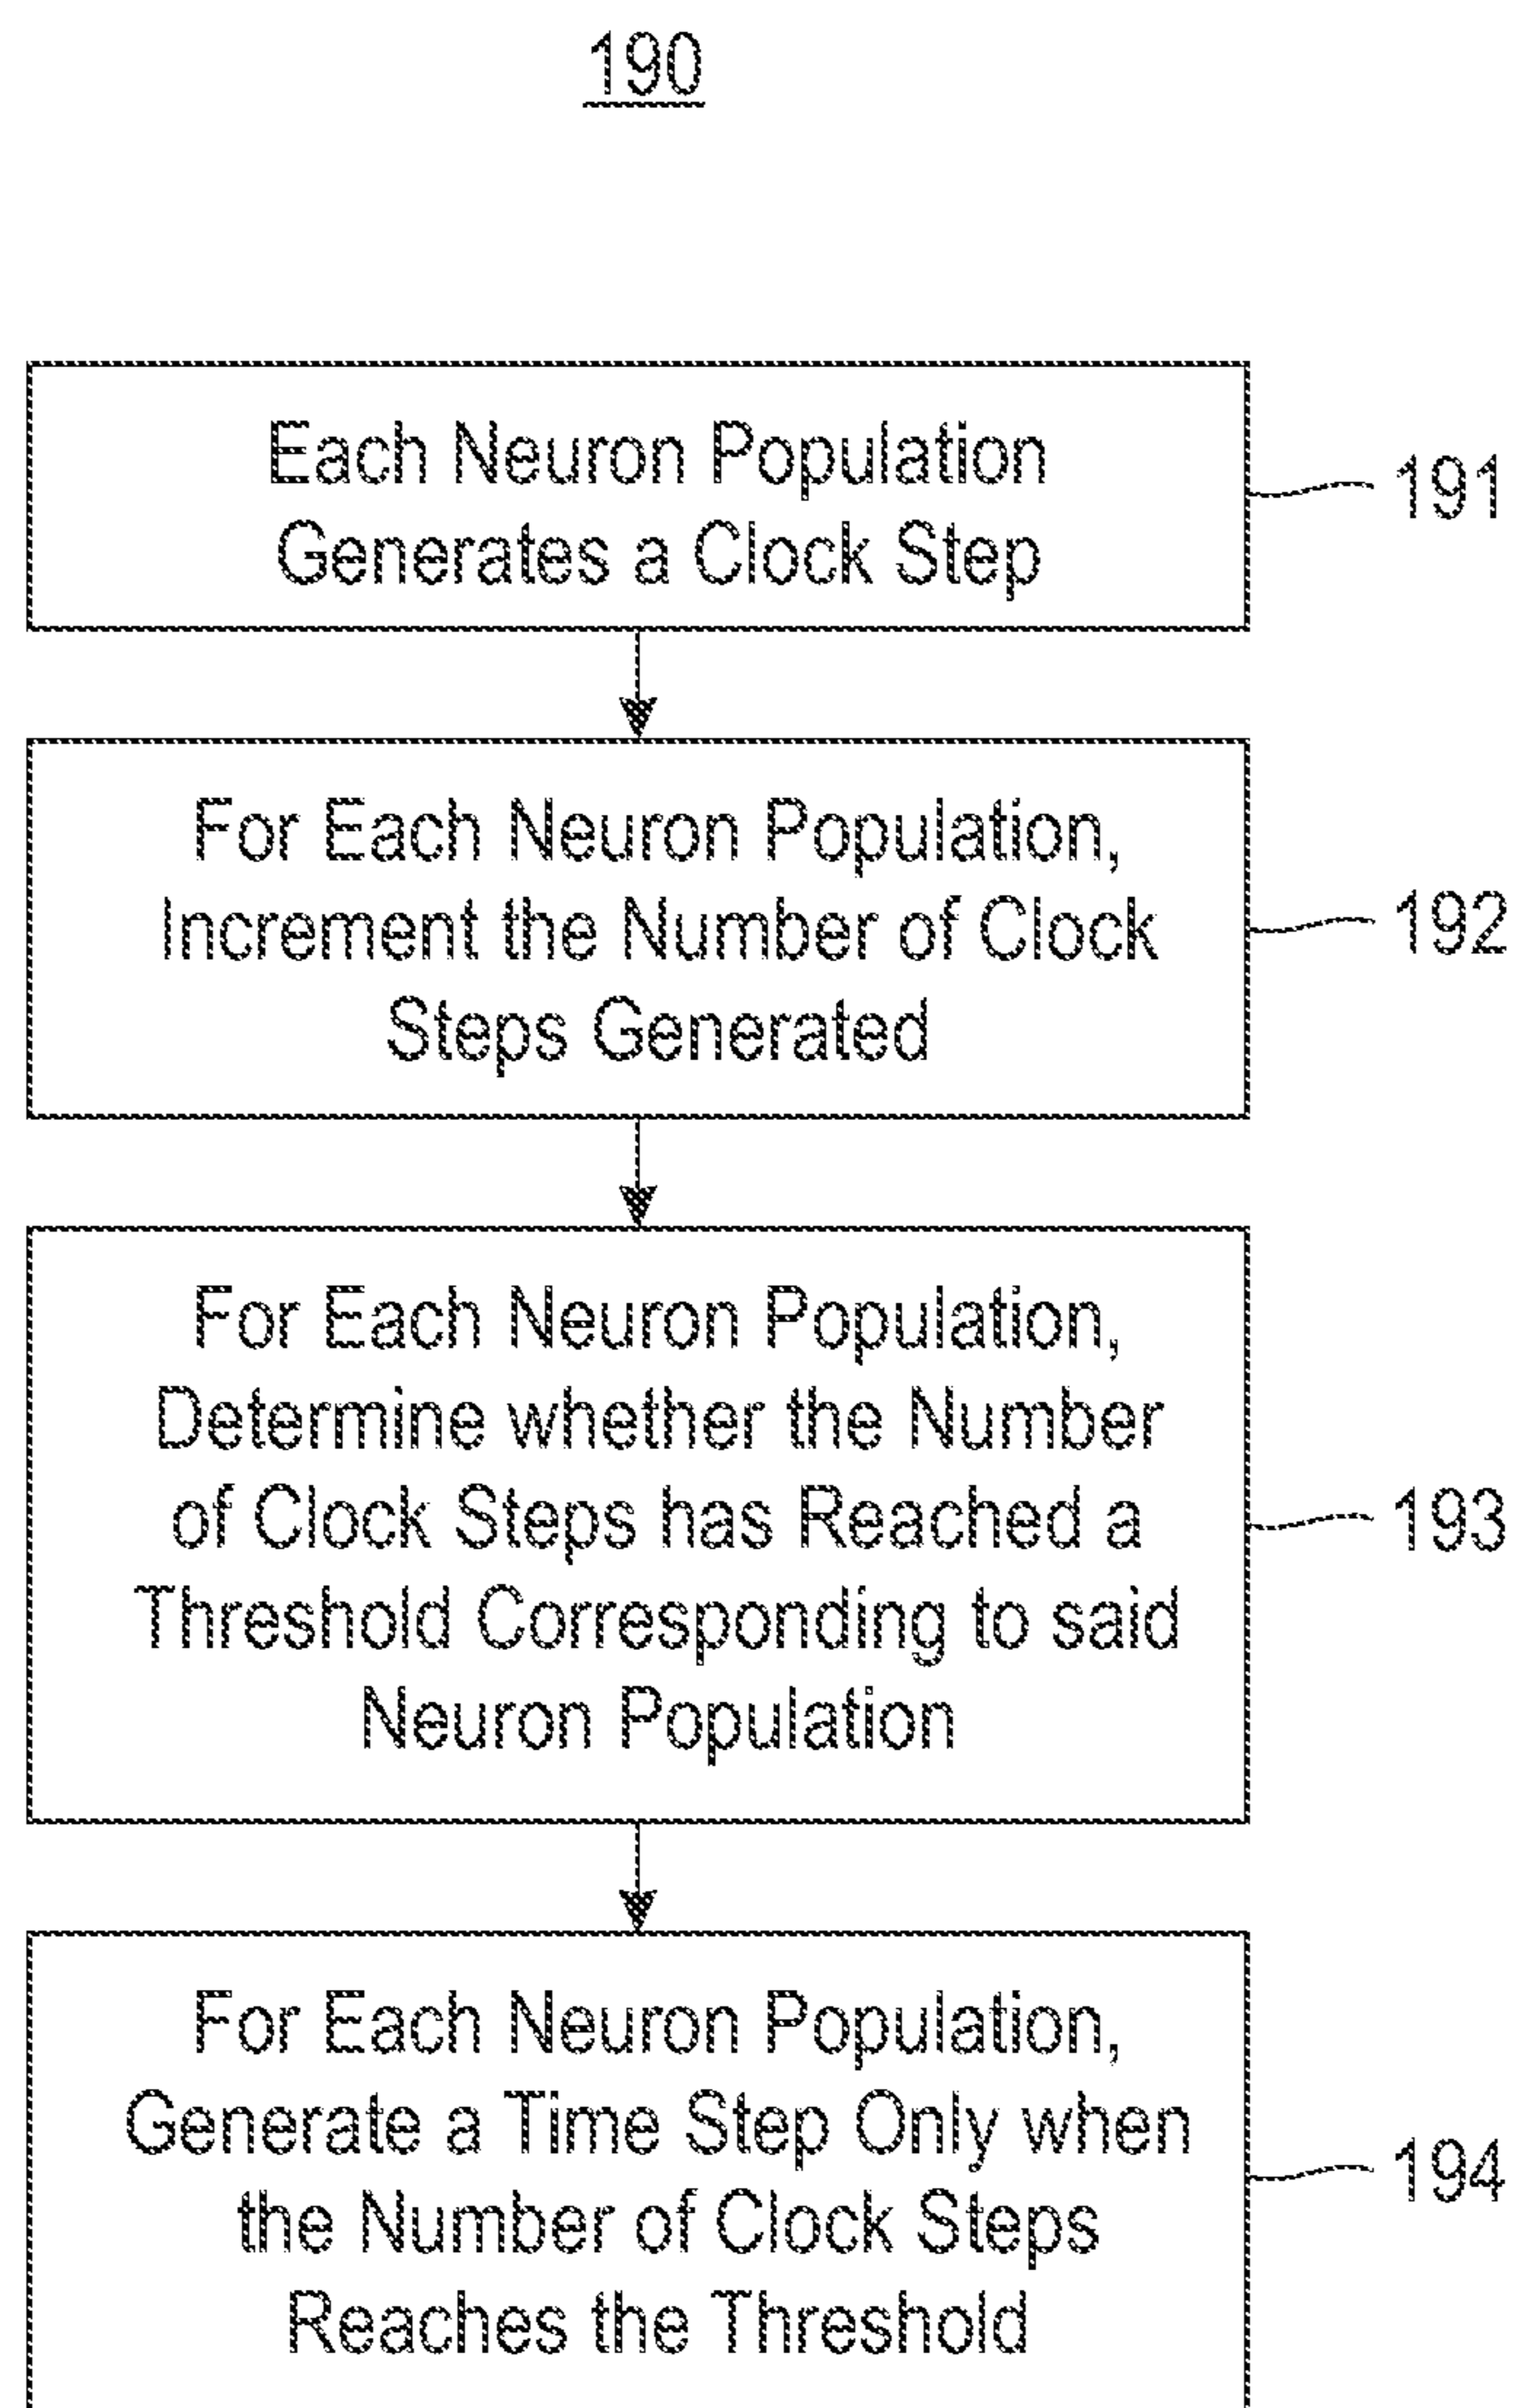 190
Each Neuron Population
Generates a Clock Step
191
For Each Neuron Population,
Increment the Number of Clock
Steps Generated
192
For Each Neuron Population,
Determine whether the Number
of Clock Steps has Reached a
Threshold Corresponding to said
Neuron Population
193
For Each Neuron Population,
Generate a Time Step Only when
the Number of Clock Steps
Reaches the Threshold
194